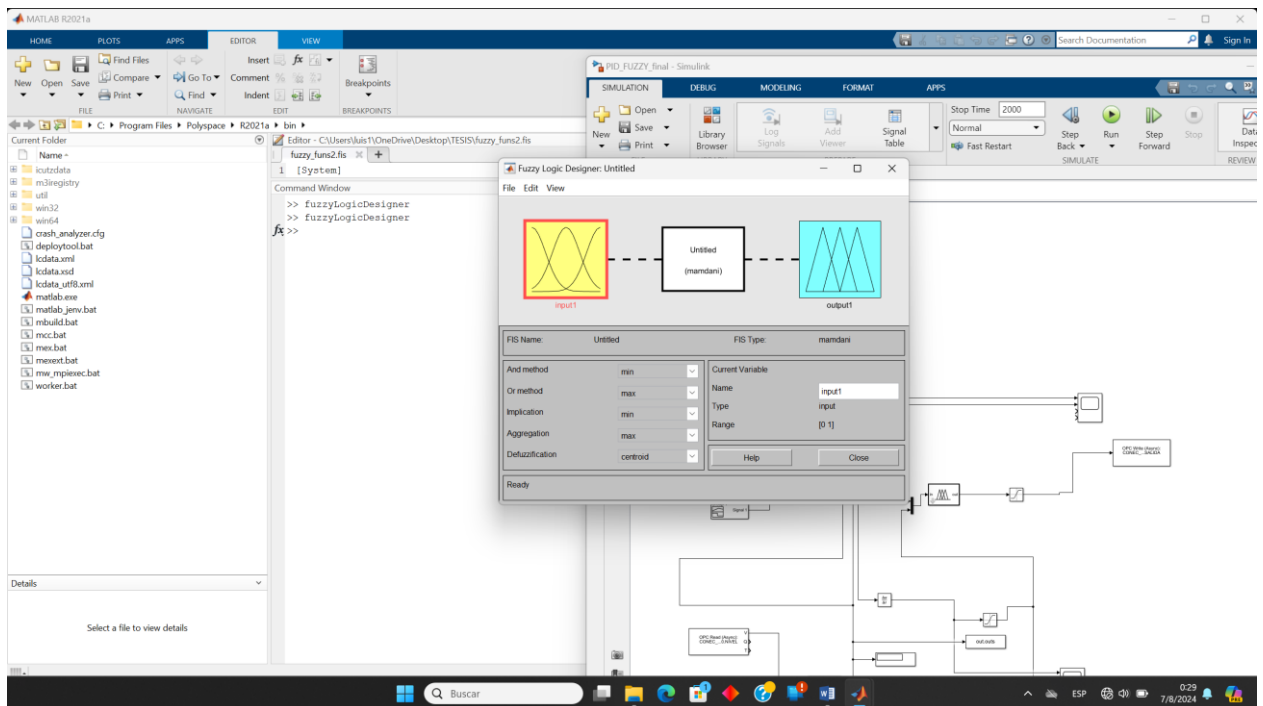 MATLAB R2021a
HOME PLOTS APPS EDITOR VIEW
Search Documentation
Sign In
New Open Save
Find Files
Compare
Print
Go To
Find
Insert
Comment
Indent
Breakpoints
FILE NAVIGATE EDIT BREAKPOINTS
C: Program Files Polyspace R2021a bin
Current Folder
Name
icutzdata
m3iregistry
util
win32
win64
crash_analyzer.cfg
deploytool.bat
lcdata.xml
lcdata.xsd
lcdata_utf8.xml
matlab.exe
matlab_jenv.bat
mbuild.bat
mcc.bat
mex.bat
mexext.bat
mw_mpiexec.bat
worker.bat
Details
Select a file to view details
Editor - C:\Users\luis1\OneDrive\Desktop\TESIS\fuzzy_funs2.fis
fuzzy_funs2.fis
1 [System]
Command Window
>> fuzzyLogicDesigner
>> fuzzyLogicDesigner
fx >>
PID_FUZZY_final - Simulink
SIMULATION DEBUG MODELING FORMAT APPS
New
Open
Save
Print
Library Browser
Log Signals
Add Viewer
Signal Table
Stop Time 2000
Normal
Fast Restart
Step Back
Run
Step Forward
Stop
Data
Inspec
SIMULATE
REVIEW
Fuzzy Logic Designer: Untitled
File Edit View
input1
Untitled
(mamdani)
output1
FIS Name: Untitled FIS Type: mamdani
And method min
Or method max
Implication min
Aggregation max
Defuzzification centroid
Current Variable
Name input1
Type input
Range [0 1]
Help Close
Ready
Signal 1
out.outs
Buscar
ESP
0:29
7/8/2024